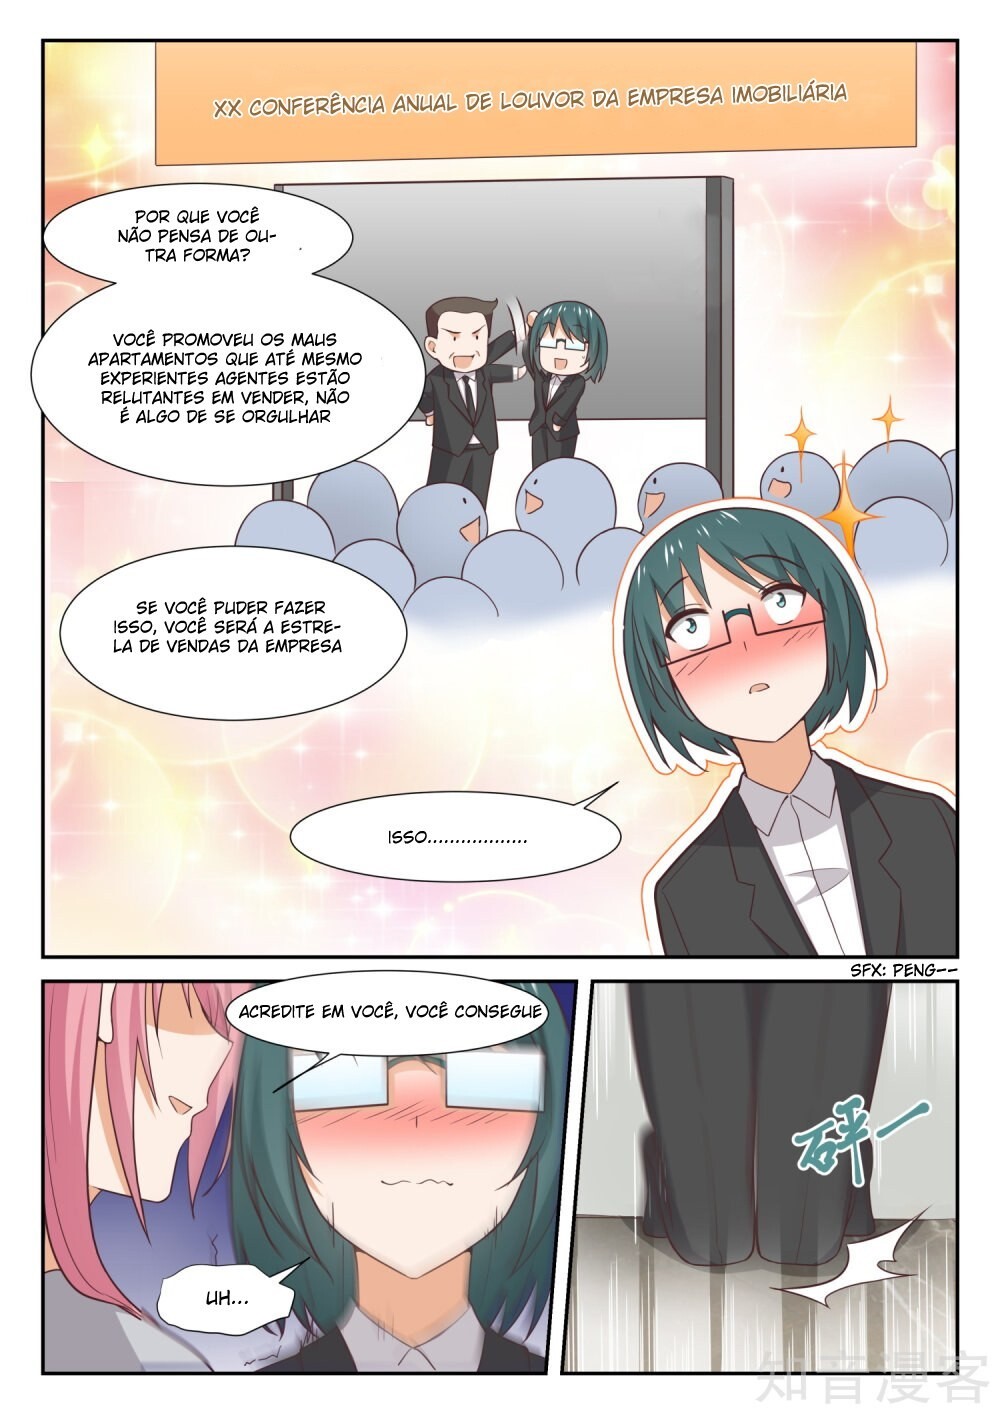 XX CONFERÊNCIA ANUAL DE LOUVOR DA EMPRESA IMOBILIÁRIA
POR QUE VOCÊ
NÃO PENSA DE OU-
TRA FORMA?
VOCÊ PROMOVEU OS MAUS
APARTAMENTOS QUE ATÉ MESMO
EXPERIENTES AGENTES ESTÃO
RELUTANTES EM VENDER, NÃO
É ALGO DE SE ORGULHAR
SE VOCÊ PUDER FAZER
ISSO, VOCÊ SERÁ A ESTRE-
LA DE VENDAS DA EMPRESA
ISSO..................
SFX: PENG--
ACREDITE EM VOCÊ, VOCÊ CONSEGUE
UH...
砰一
知音漫客